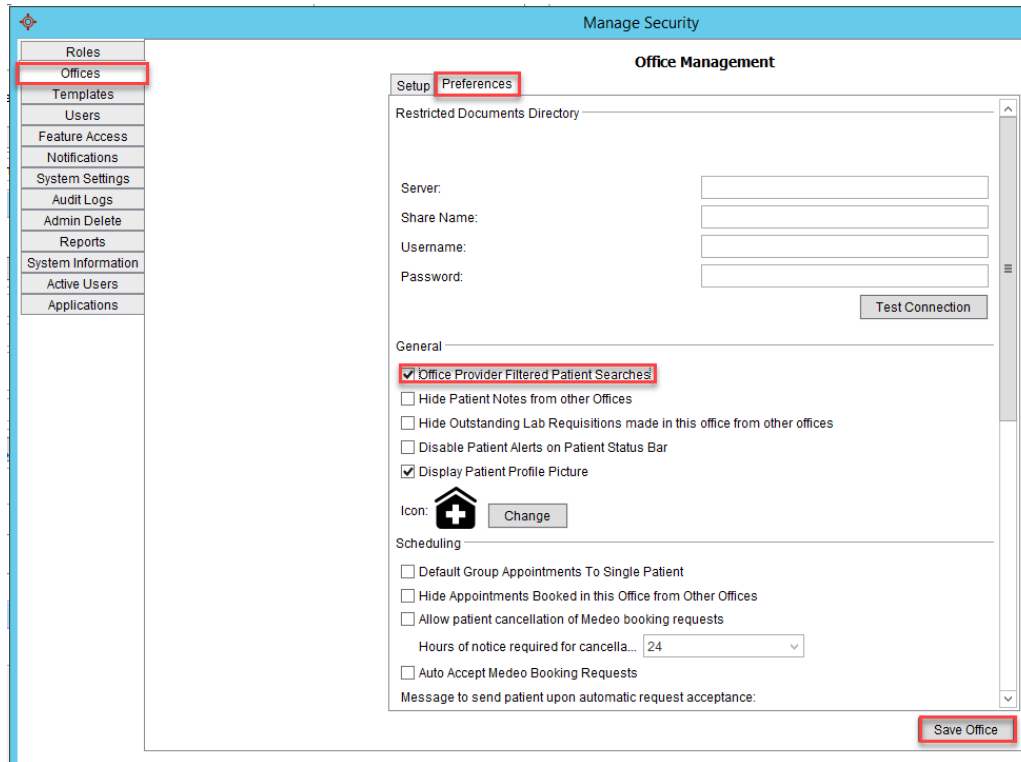 Manage Security
Roles
Offices
Templates
Users
Feature Access
Notifications
System Settings
Audit Logs
Admin Delete
Reports
System Information
Active Users
Applications
Office Management
Setup Preferences
Restricted Documents Directory
Server:
Share Name:
Username:
Password:
Test Connection
General
Office Provider Filtered Patient Searches
Hide Patient Notes from other Offices
Hide Outstanding Lab Requisitions made in this office from other offices
Disable Patient Alerts on Patient Status Bar
Display Patient Profile Picture
Icon: Change
Scheduling
Default Group Appointments To Single Patient
Hide Appointments Booked in this Office from Other Offices
Allow patient cancellation of Medeo booking requests
Hours of notice required for cancella... 24
Auto Accept Medeo Booking Requests
Message to send patient upon automatic request acceptance:
Save Office